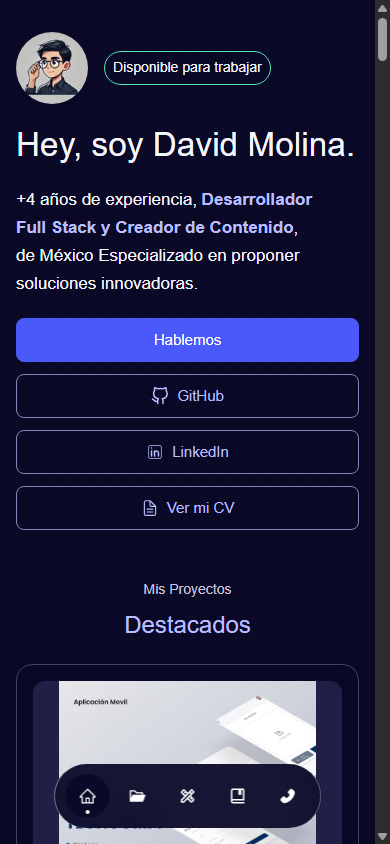 Disponible para trabajar
Hey, soy David Molina.
+4 años de experiencia, Desarrollador
Full Stack y Creador de Contenido,
de México Especializado en proponer
soluciones innovadoras.
Hablemos
GitHub
LinkedIn
Ver mi CV
Mis Proyectos
Destacados
Aplicación Movil